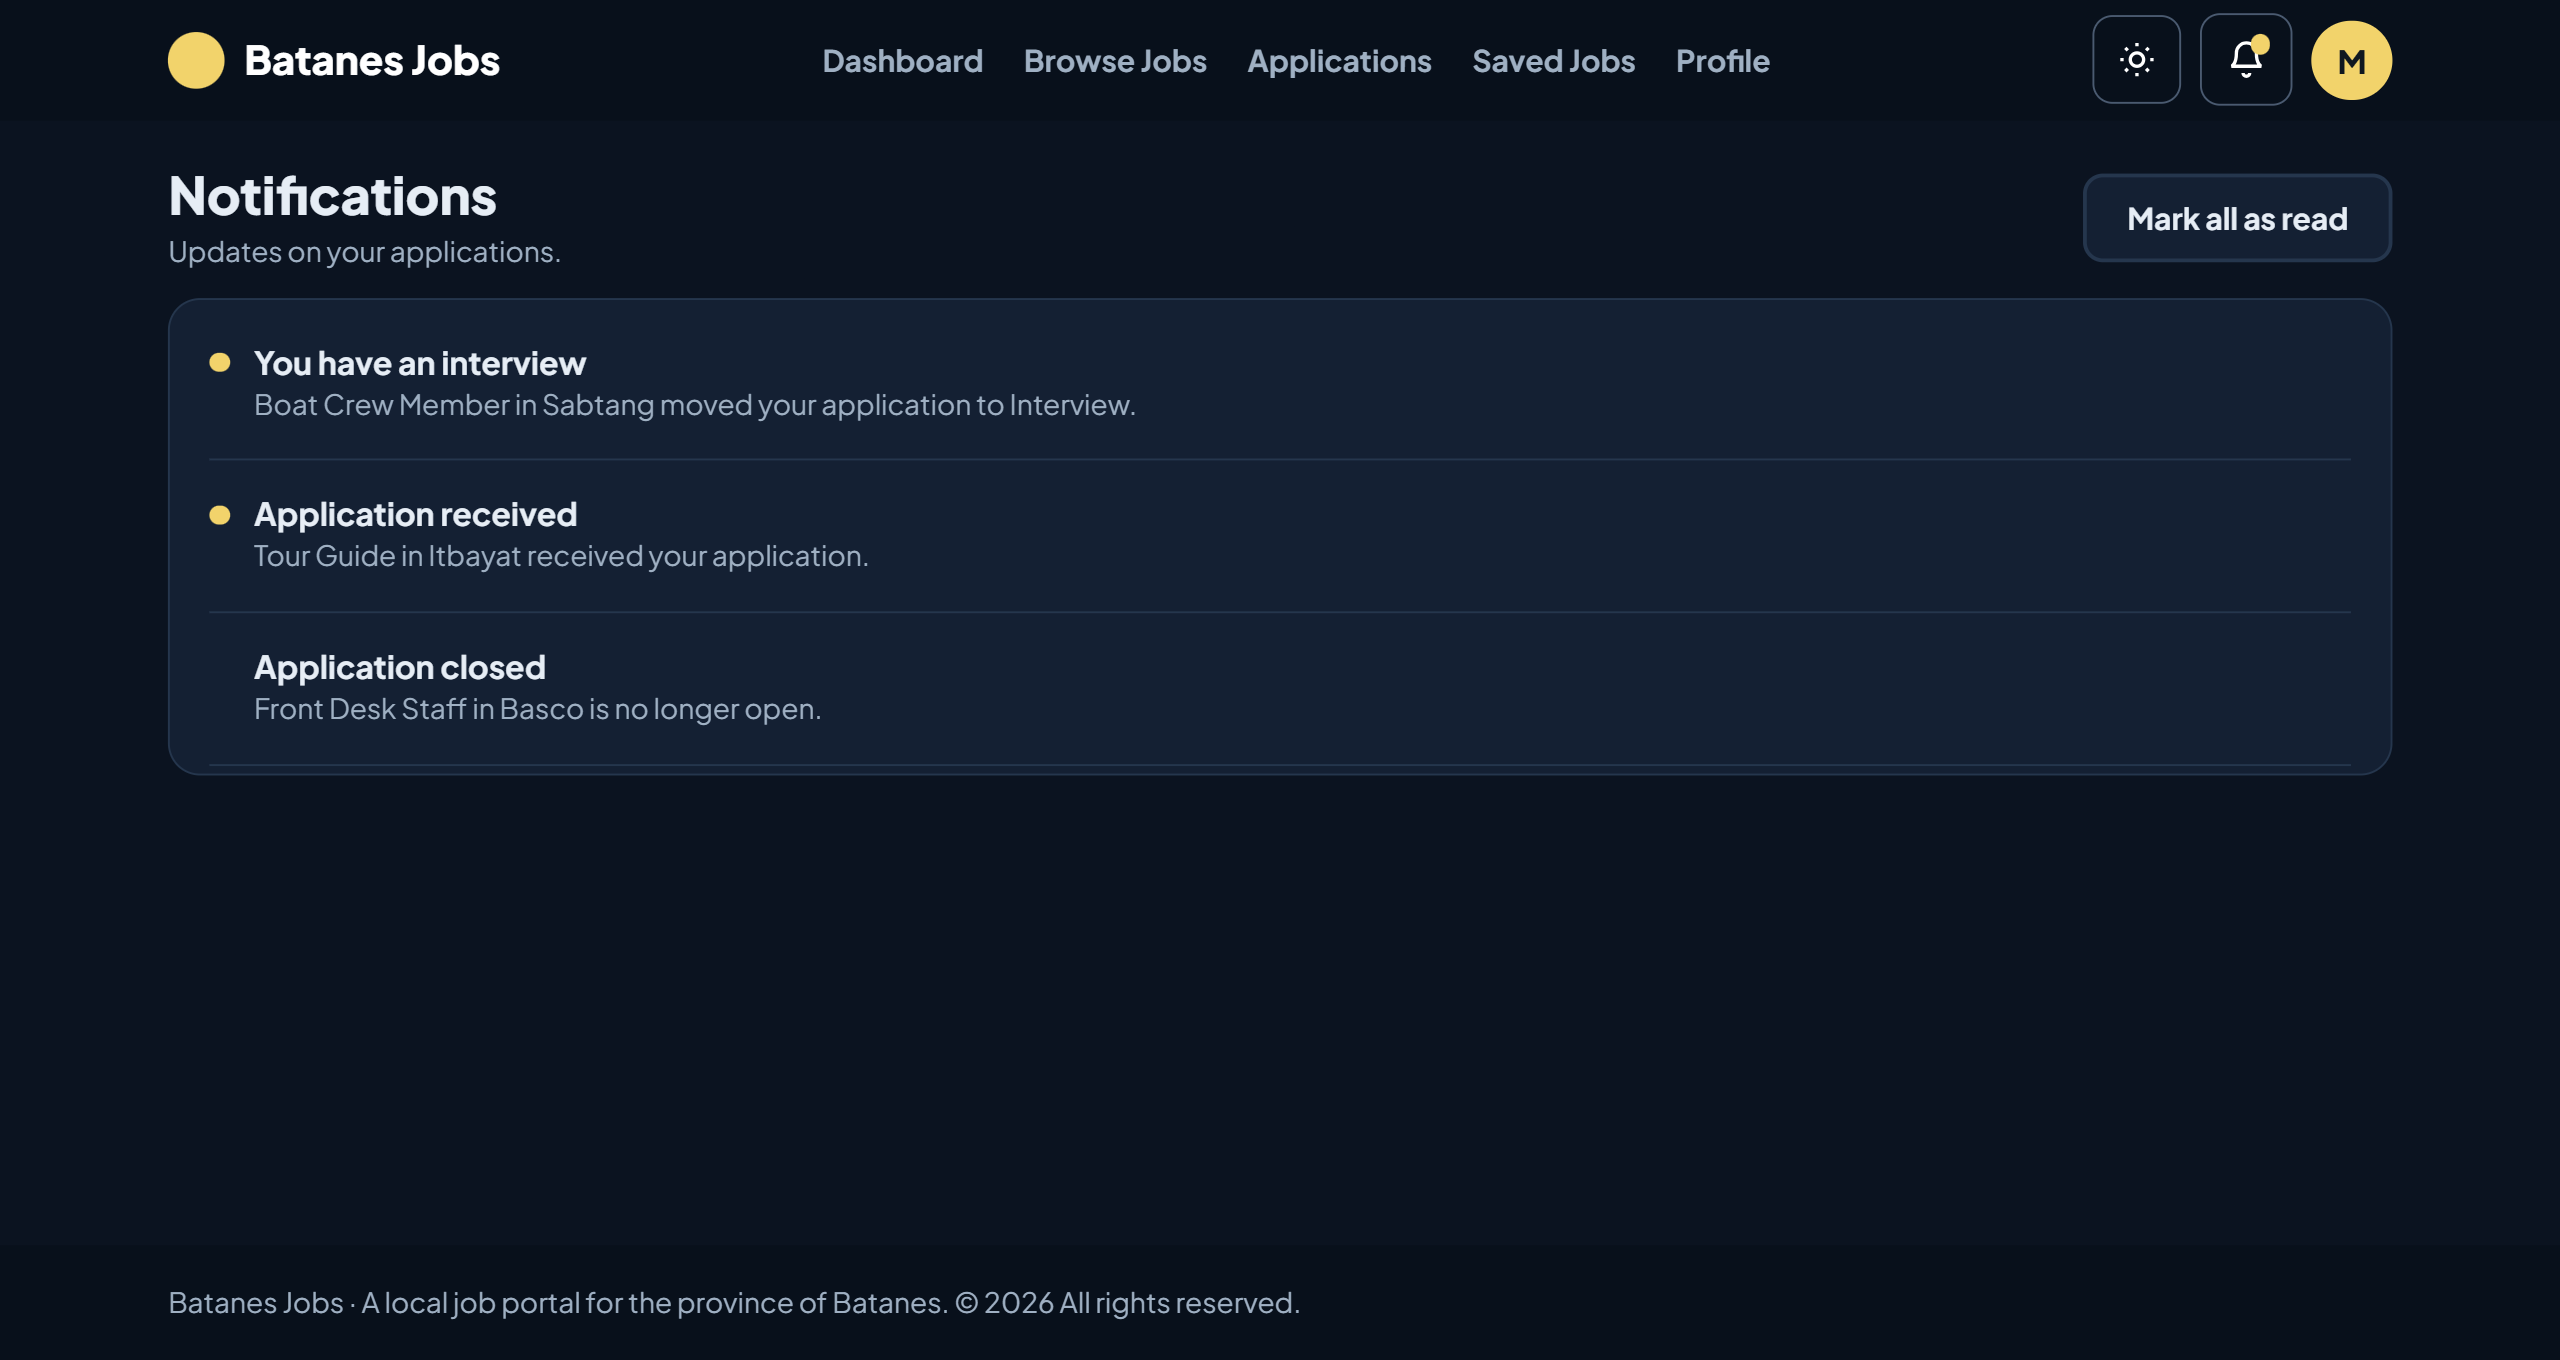 Batanes Jobs
Dashboard Browse Jobs Applications Saved Jobs Profile
M
Notifications
Updates on your applications.
Mark all as read
You have an interview
Boat Crew Member in Sabtang moved your application to Interview.
Application received
Tour Guide in Itbayat received your application.
Application closed
Front Desk Staff in Basco is no longer open.
Batanes Jobs · A local job portal for the province of Batanes. © 2026 All rights reserved.